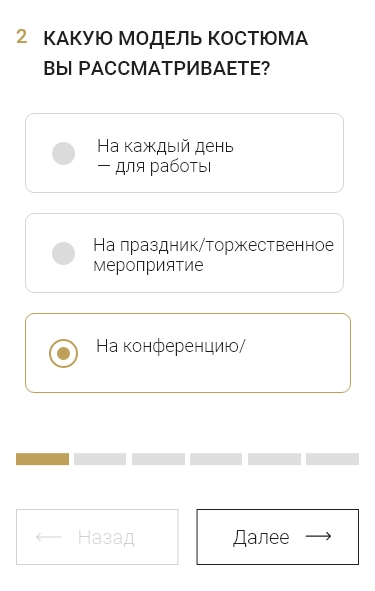 2 КАКУЮ МОДЕЛЬ КОСТЮМА
ВЫ РАССМАТРИВАЕТЕ?
На каждый день
— для работы
На праздник/торжественное
мероприятие
На конференцию/
Назад
Далее